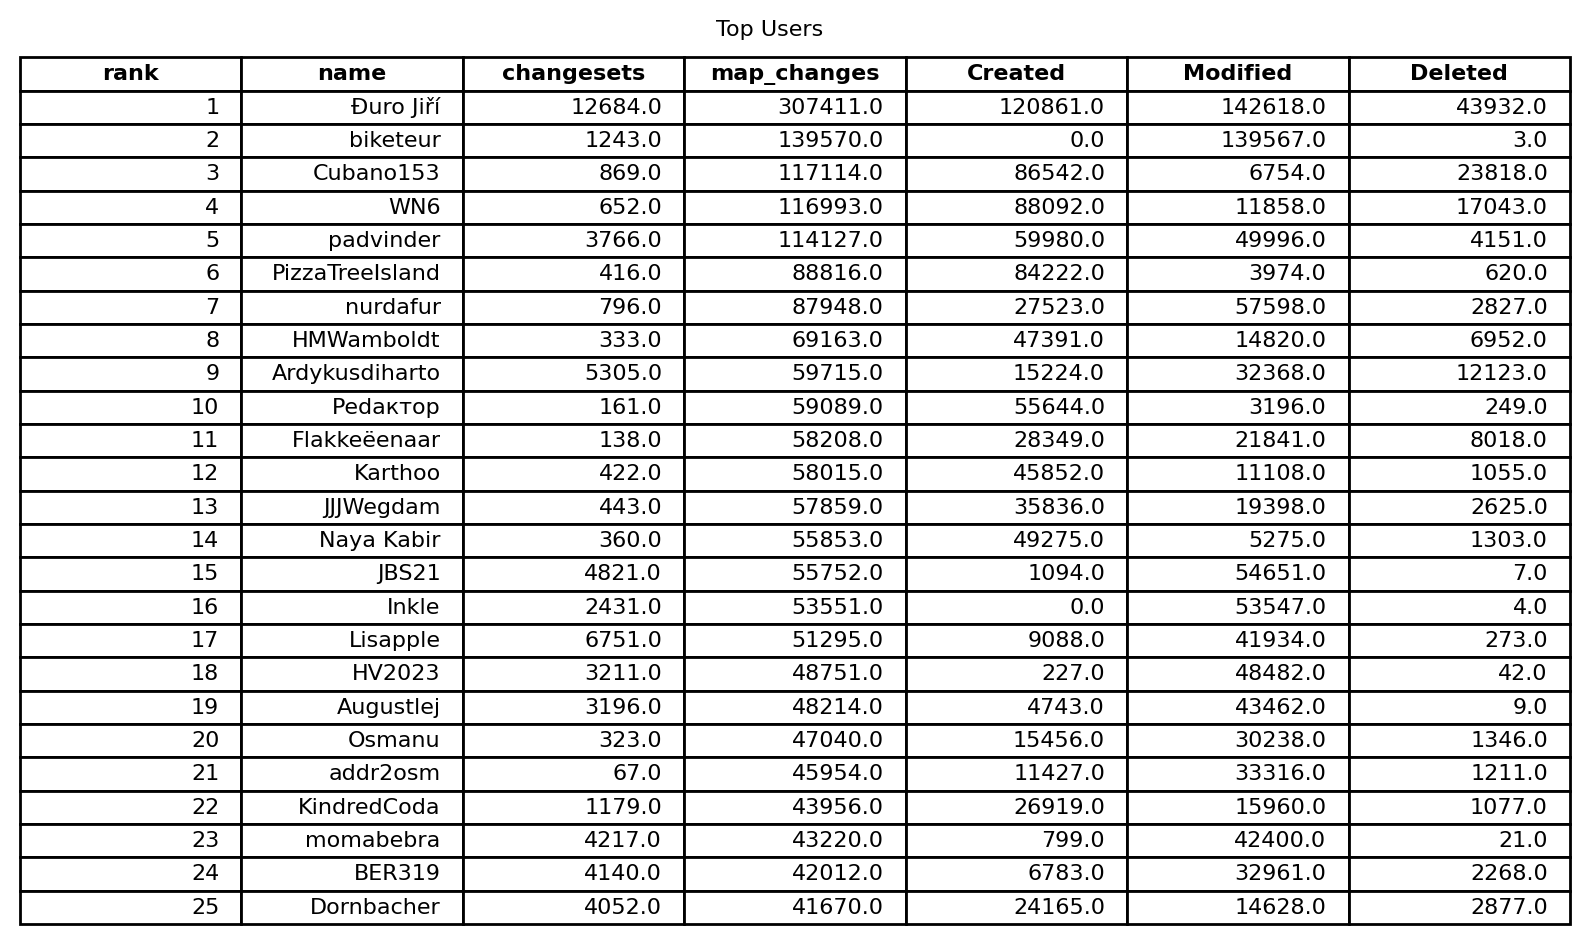 Top Users
rank name changesets map_changes Created Modified Deleted
1 Đuro Jiří 12684.0 307411.0 120861.0 142618.0 43932.0
2 biketeur 1243.0 139570.0 0.0 139567.0 3.0
3 Cubano153 869.0 117114.0 86542.0 6754.0 23818.0
4 WN6 652.0 116993.0 88092.0 11858.0 17043.0
5 padvinder 3766.0 114127.0 59980.0 49996.0 4151.0
6 PizzaTreeIsland 416.0 88816.0 84222.0 3974.0 620.0
7 nurdafur 796.0 87948.0 27523.0 57598.0 2827.0
8 HMWamboldt 333.0 69163.0 47391.0 14820.0 6952.0
9 Ardykusdiharto 5305.0 59715.0 15224.0 32368.0 12123.0
10 Pedaктор 161.0 59089.0 55644.0 3196.0 249.0
11 Flakkeëenaar 138.0 58208.0 28349.0 21841.0 8018.0
12 Karthoo 422.0 58015.0 45852.0 11108.0 1055.0
13 JJJWegdam 443.0 57859.0 35836.0 19398.0 2625.0
14 Naya Kabir 360.0 55853.0 49275.0 5275.0 1303.0
15 JBS21 4821.0 55752.0 1094.0 54651.0 7.0
16 Inkle 2431.0 53551.0 0.0 53547.0 4.0
17 Lisapple 6751.0 51295.0 9088.0 41934.0 273.0
18 HV2023 3211.0 48751.0 227.0 48482.0 42.0
19 Augustlej 3196.0 48214.0 4743.0 43462.0 9.0
20 Osmanu 323.0 47040.0 15456.0 30238.0 1346.0
21 addr2osm 67.0 45954.0 11427.0 33316.0 1211.0
22 KindredCoda 1179.0 43956.0 26919.0 15960.0 1077.0
23 momabebra 4217.0 43220.0 799.0 42400.0 21.0
24 BER319 4140.0 42012.0 6783.0 32961.0 2268.0
25 Dornbacher 4052.0 41670.0 24165.0 14628.0 2877.0